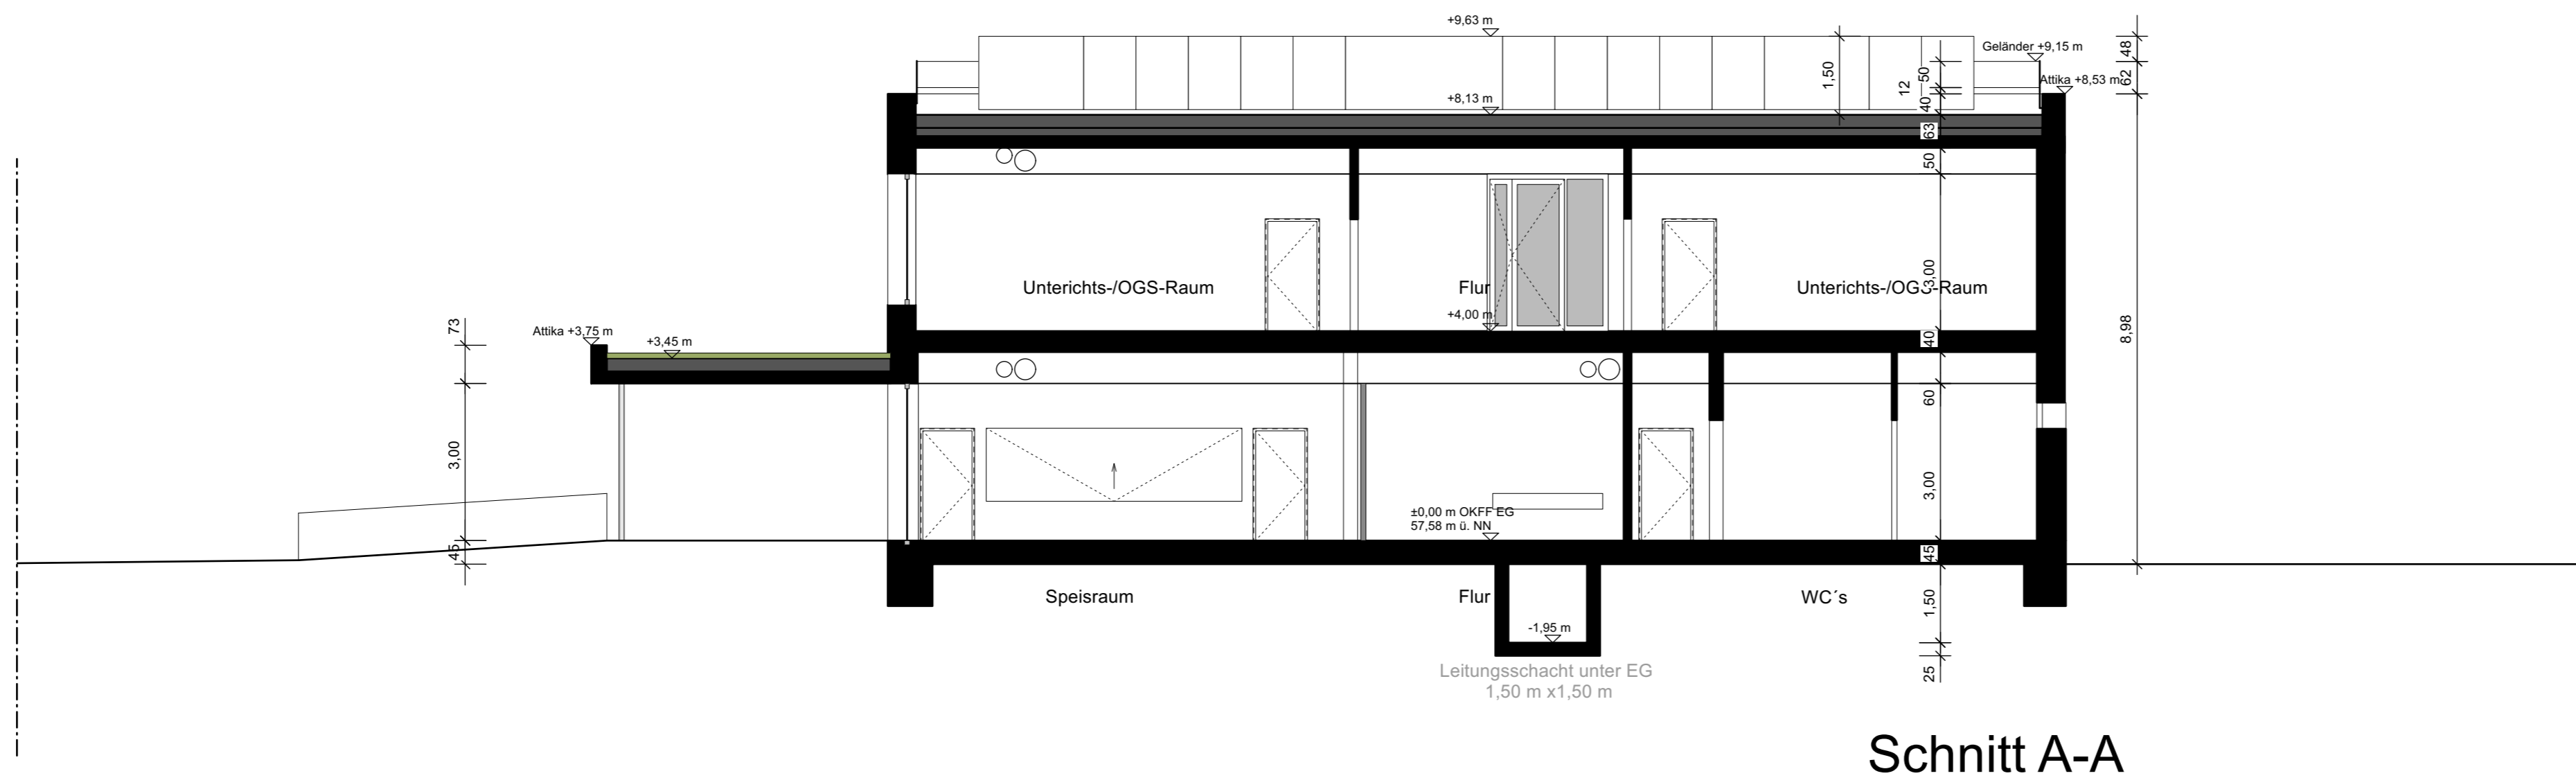 +9,63 m
Geländer +9,15 m
48
1,50
12
50
Attika +8,53 m
62
+8,13 m
40
63
50
Unterichts-/OGS-Raum
Flur
3,00
Unterichts-/OGS-Raum
+4,00 m
73
Attika +3,75 m
+3,45 m
40
8,98
60
3,00
3,00
±0,00 m OKFF EG
57,58 m ü. NN
45
45
Speisraum
Flur
WC´s
1,50
-1,95 m
Leitungsschacht unter EG
1,50 m x1,50 m
25
Schnitt A-A